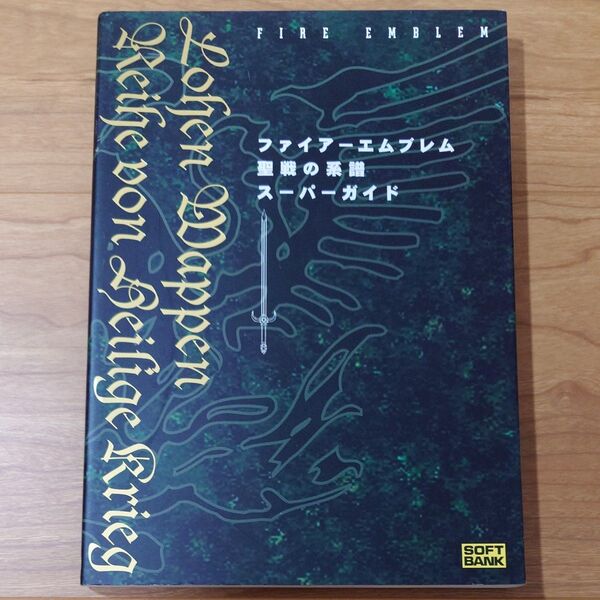 FIRE EMBLEM
ファイアーエムブレム
聖戦の系譜
スーパーガイド
Lohen Wappen
Reihe von Heilige Krieg
SOFT
BANK